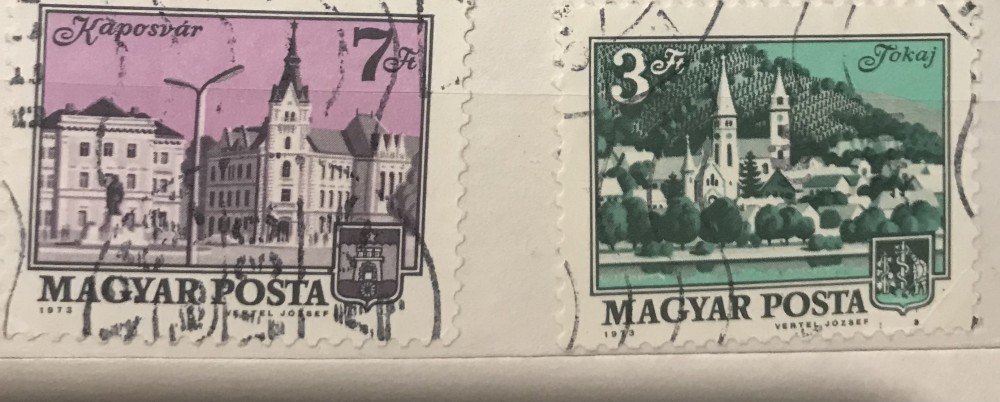 Kaposvár
7 Ft
MAGYAR POSTA
1973
VERTEL JÓZSEF
3 Ft
Tokaj
MAGYAR POSTA
1973
VERTEL JÓZSEF